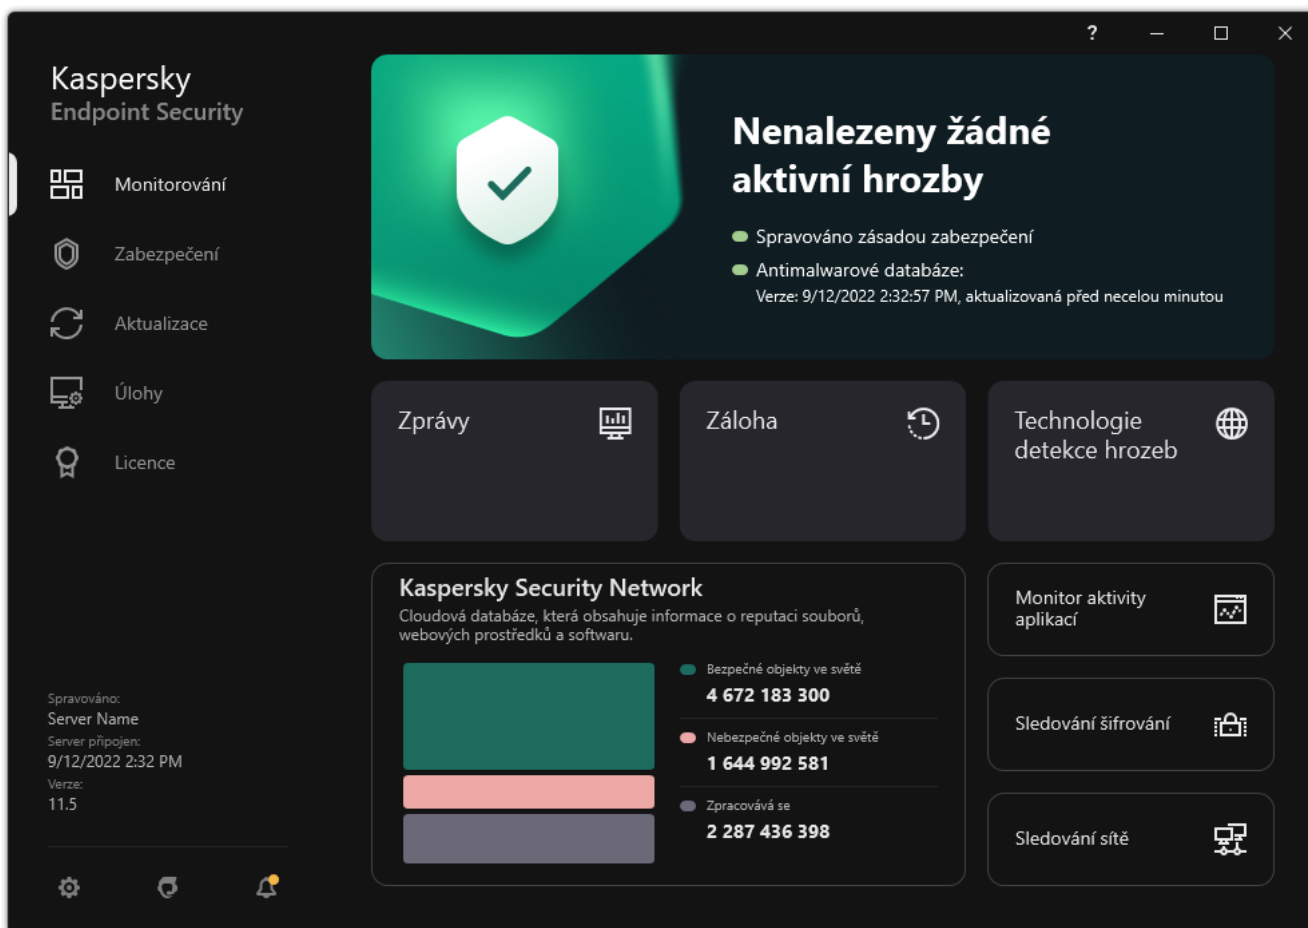 ?
Kaspersky
Endpoint Security
Monitorování
Zabezpečení
Aktualizace
Úlohy
Licence
Spravováno:
Server Name
Server připojen:
9/12/2022 2:32 PM
Verze:
11.5
Nenalezeny žádné
aktivní hrozby
Spravováno zásadou zabezpečení
Antimalwarové databáze:
Verze: 9/12/2022 2:32:57 PM, aktualizovaná před necelou minutou
Zprávy
Záloha
Technologie
detekce hrozeb
Kaspersky Security Network
Cloudová databáze, která obsahuje informace o reputaci souborů,
webových prostředků a softwaru.
Bezpečné objekty ve světě
4 672 183 300
Nebezpečné objekty ve světě
1 644 992 581
Zpracovává se
2 287 436 398
Monitor aktivity
aplikací
Sledování šifrování
Sledování sítě